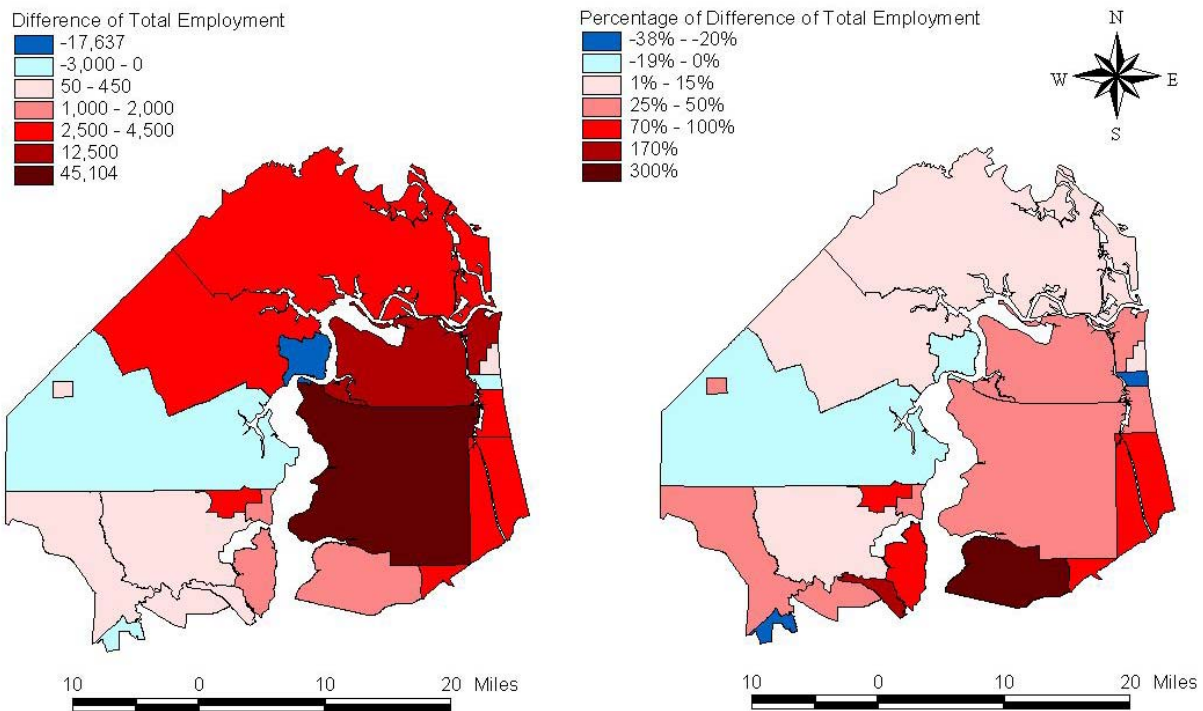 Difference of Total Employment
-17,637
-3,000 - 0
50 - 450
1,000 - 2,000
2,500 - 4,500
12,500
45,104
Percentage of Difference of Total Employment
-38% - -20%
-19% - 0%
1% - 15%
25% - 50%
70% - 100%
170%
300%
N
W E
S
10 0 10 20 Miles
10 0 10 20 Miles